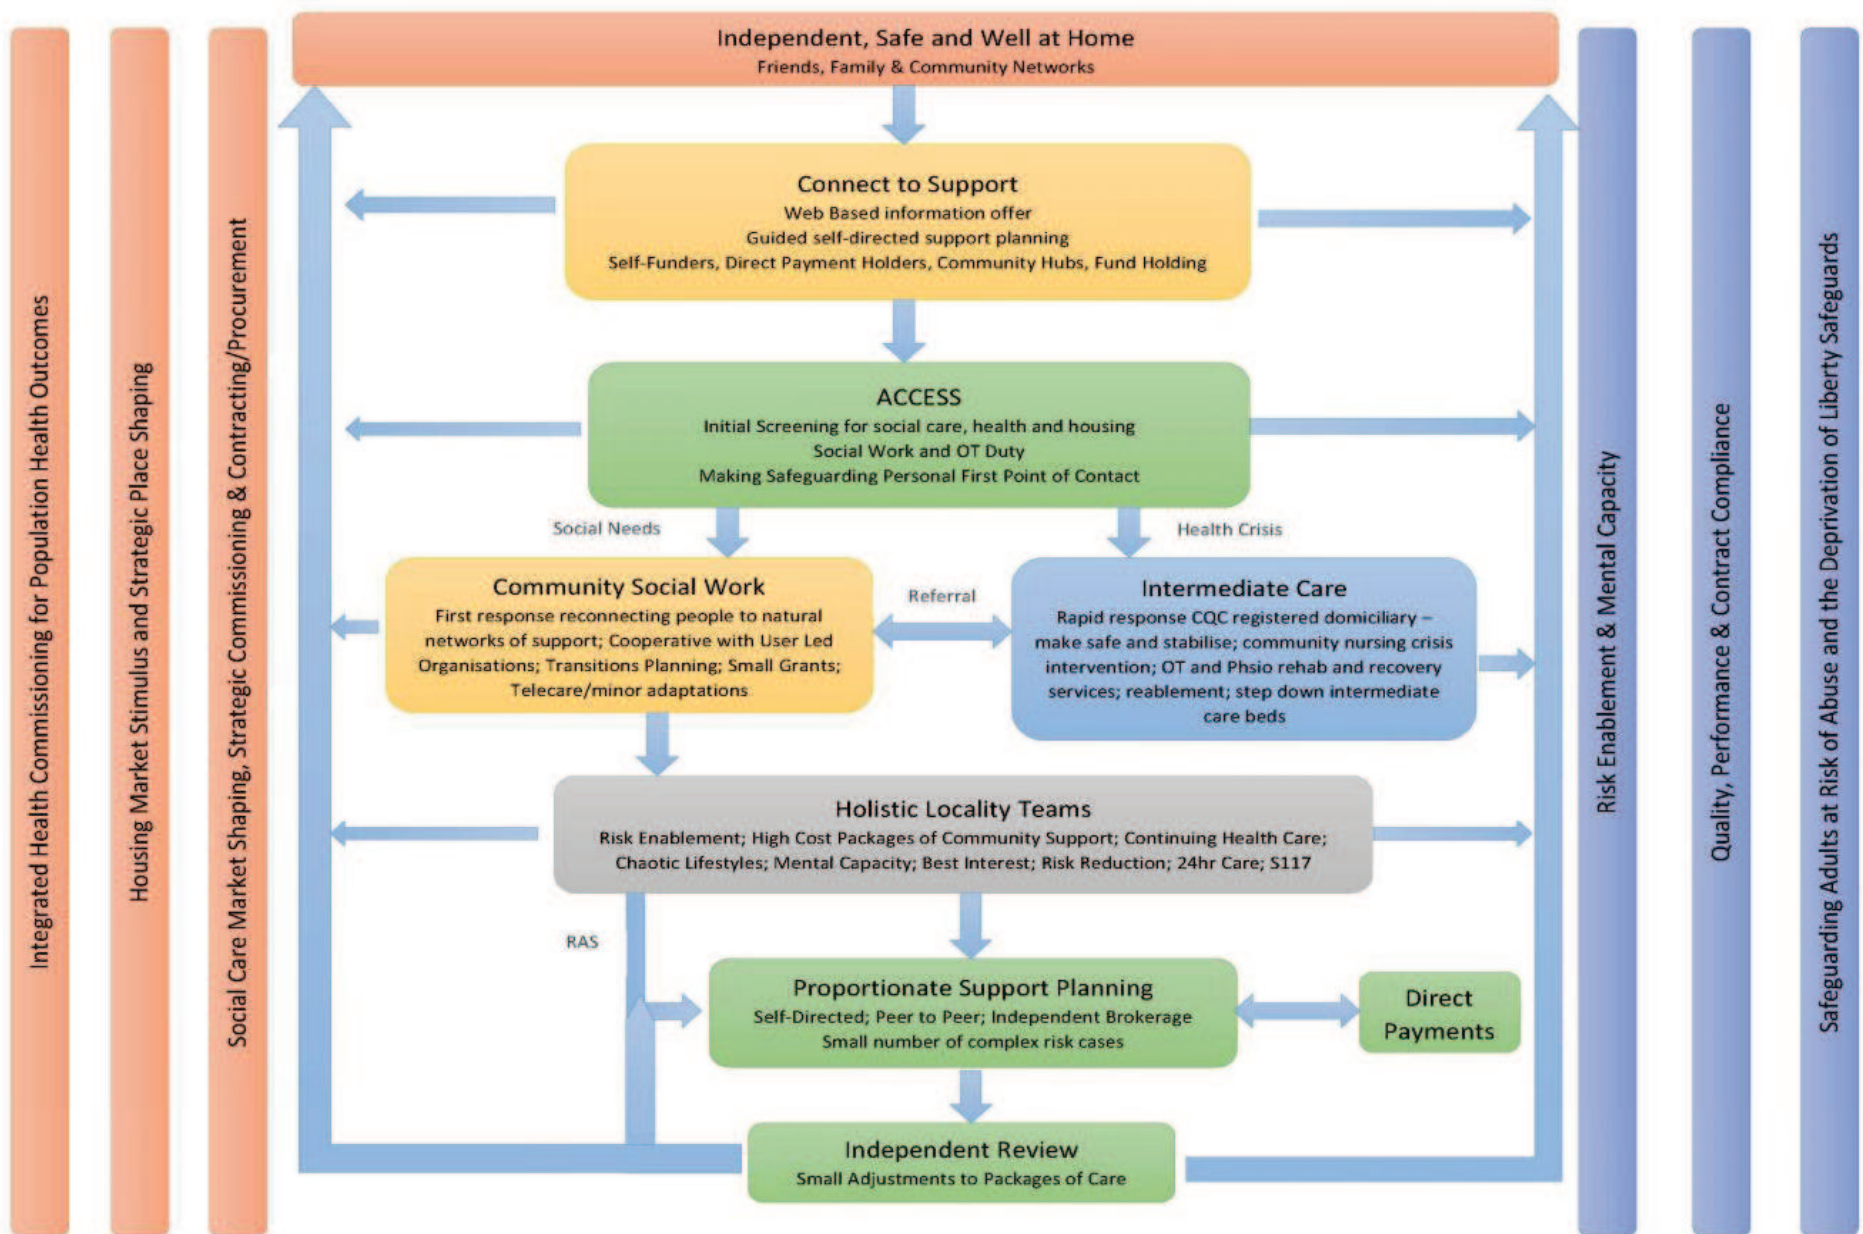 Independent, Safe and Well at Home
Friends, Family & Community Networks
Integrated Health Commissioning for Population Health Outcomes
Housing Market Stimulus and Strategic Place Shaping
Social Care Market Shaping, Strategic Commissioning & Contracting/Procurement
Connect to Support
Web Based information offer
Guided self-directed support planning
Self-Funders, Direct Payment Holders, Community Hubs, Fund Holding
ACCESS
Initial Screening for social care, health and housing
Social Work and OT Duty
Making Safeguarding Personal First Point of Contact
Social Needs
Health Crisis
Community Social Work
First response reconnecting people to natural
networks of support; Cooperative with User Led
Organisations; Transitions Planning; Small Grants;
Telecare/minor adaptations
Referral
Intermediate Care
Rapid response CQC registered domiciliary –
make safe and stabilise; community nursing crisis
intervention; OT and Phsio rehab and recovery
services; reablement; step down intermediate
care beds
Holistic Locality Teams
Risk Enablement; High Cost Packages of Community Support; Continuing Health Care;
Chaotic Lifestyles; Mental Capacity; Best Interest; Risk Reduction; 24hr Care; S117
RAS
Proportionate Support Planning
Self-Directed; Peer to Peer; Independent Brokerage
Small number of complex risk cases
Direct
Payments
Independent Review
Small Adjustments to Packages of Care
Risk Enablement & Mental Capacity
Quality, Performance & Contract Compliance
Safeguarding Adults at Risk of Abuse and the Deprivation of Liberty Safeguards